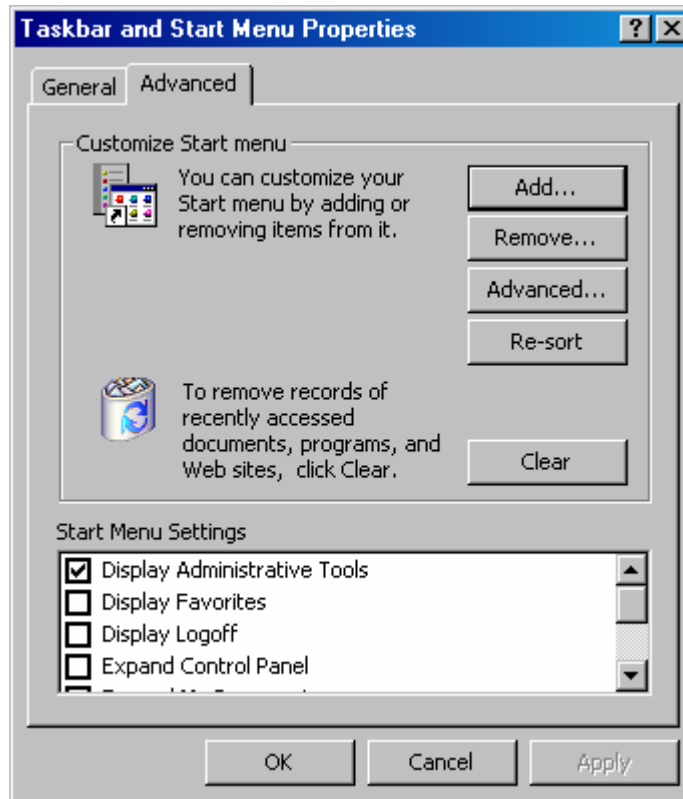 Taskbar and Start Menu Properties
General
Advanced
Customize Start menu
You can customize your
Start menu by adding or
removing items from it.
Add...
Remove...
Advanced...
Re-sort
To remove records of
recently accessed
documents, programs, and
Web sites, click Clear.
Clear
Start Menu Settings
Display Administrative Tools
Display Favorites
Display Logoff
Expand Control Panel
OK
Cancel
Apply